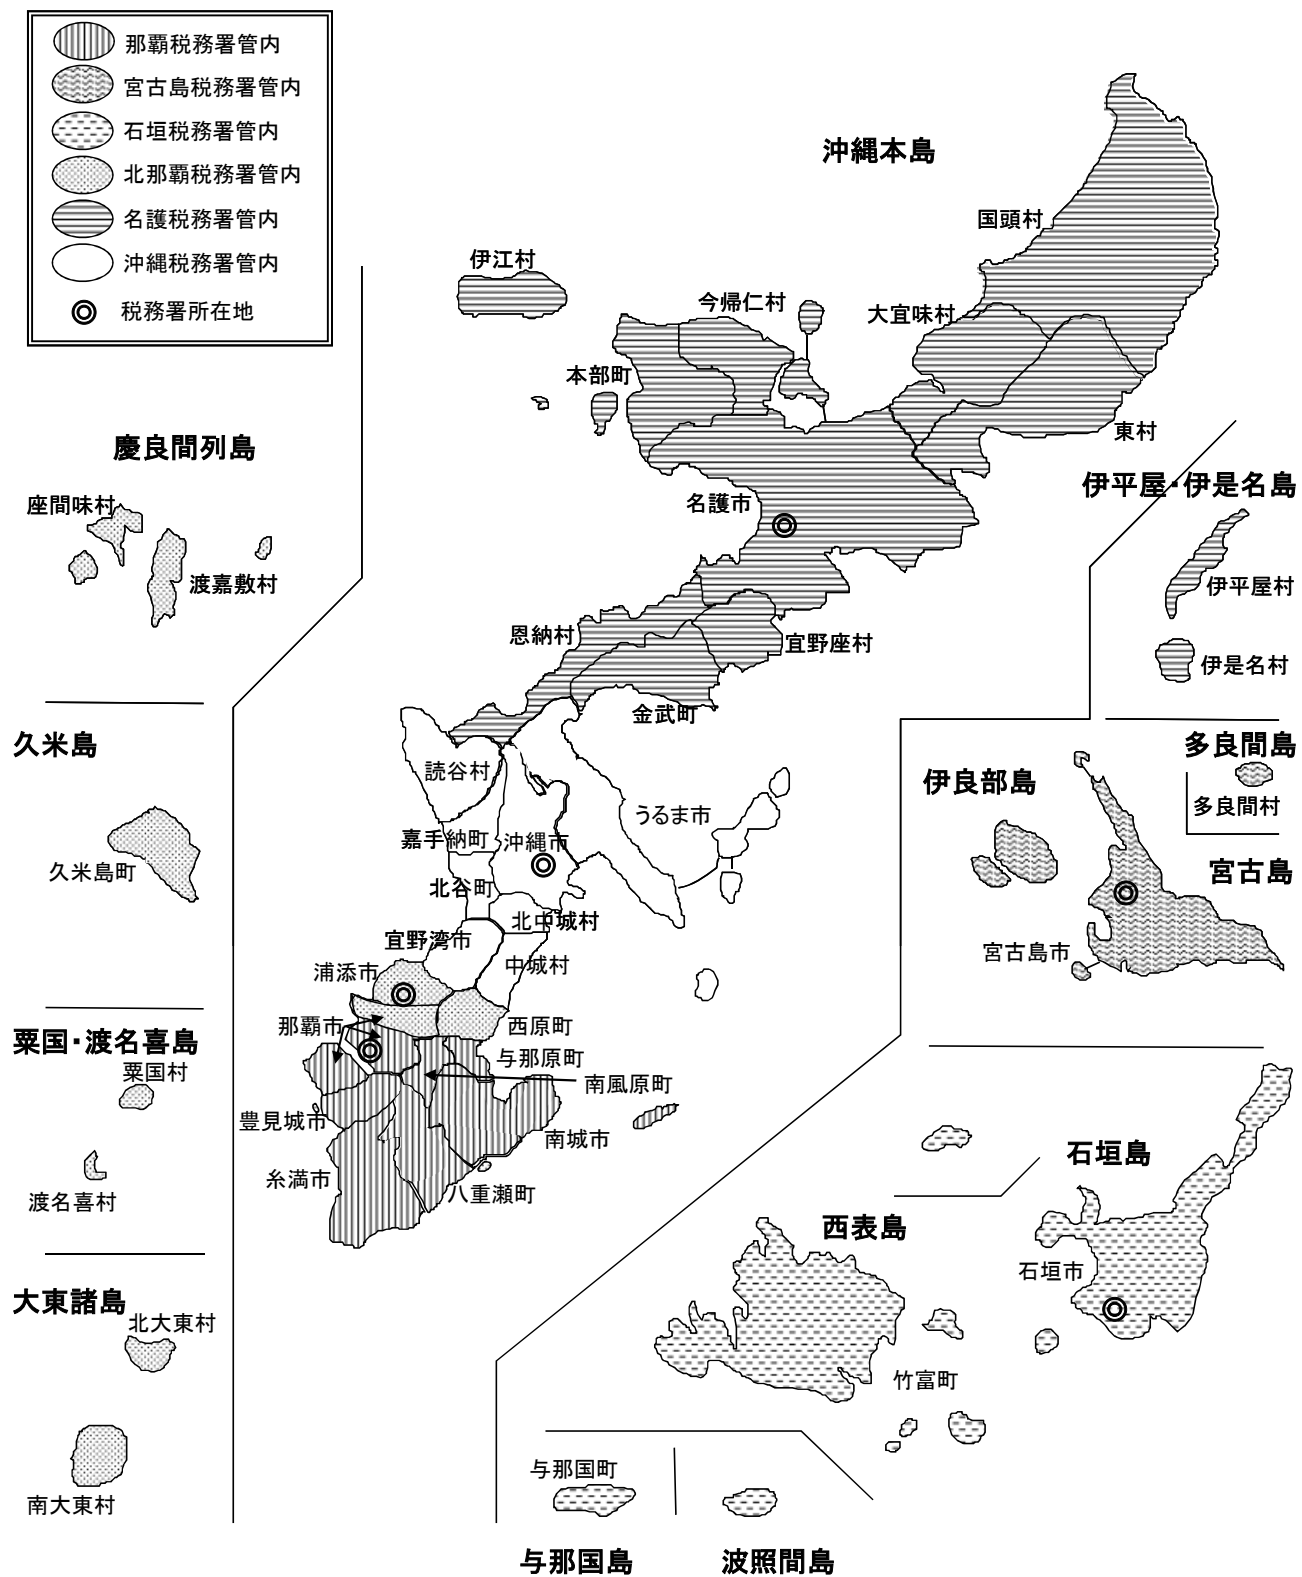 那覇税務署管内
宮古島税務署管内
石垣税務署管内
北那覇税務署管内
名護税務署管内
沖縄税務署管内
税務署所在地
沖縄本島
国頭村
伊江村
今帰仁村
大宜味村
本部町
東村
慶良間列島
伊平屋・伊是名島
座間味村
名護市
渡嘉敷村
伊平屋村
恩納村
宜野座村
伊是名村
金武町
久米島
多良間島
読谷村
伊良部島
多良間村
うるま市
嘉手納町
沖縄市
久米島町
宮古島
北谷町
北中城村
宜野湾市
宮古島市
中城村
浦添市
那覇市
西原町
粟国・渡名喜島
粟国村
与那原町
南風原町
豊見城市
南城市
石垣島
糸満市
八重瀬町
渡名喜村
西表島
石垣市
大東諸島
北大東村
竹富町
与那国町
南大東村
与那国島
波照間島